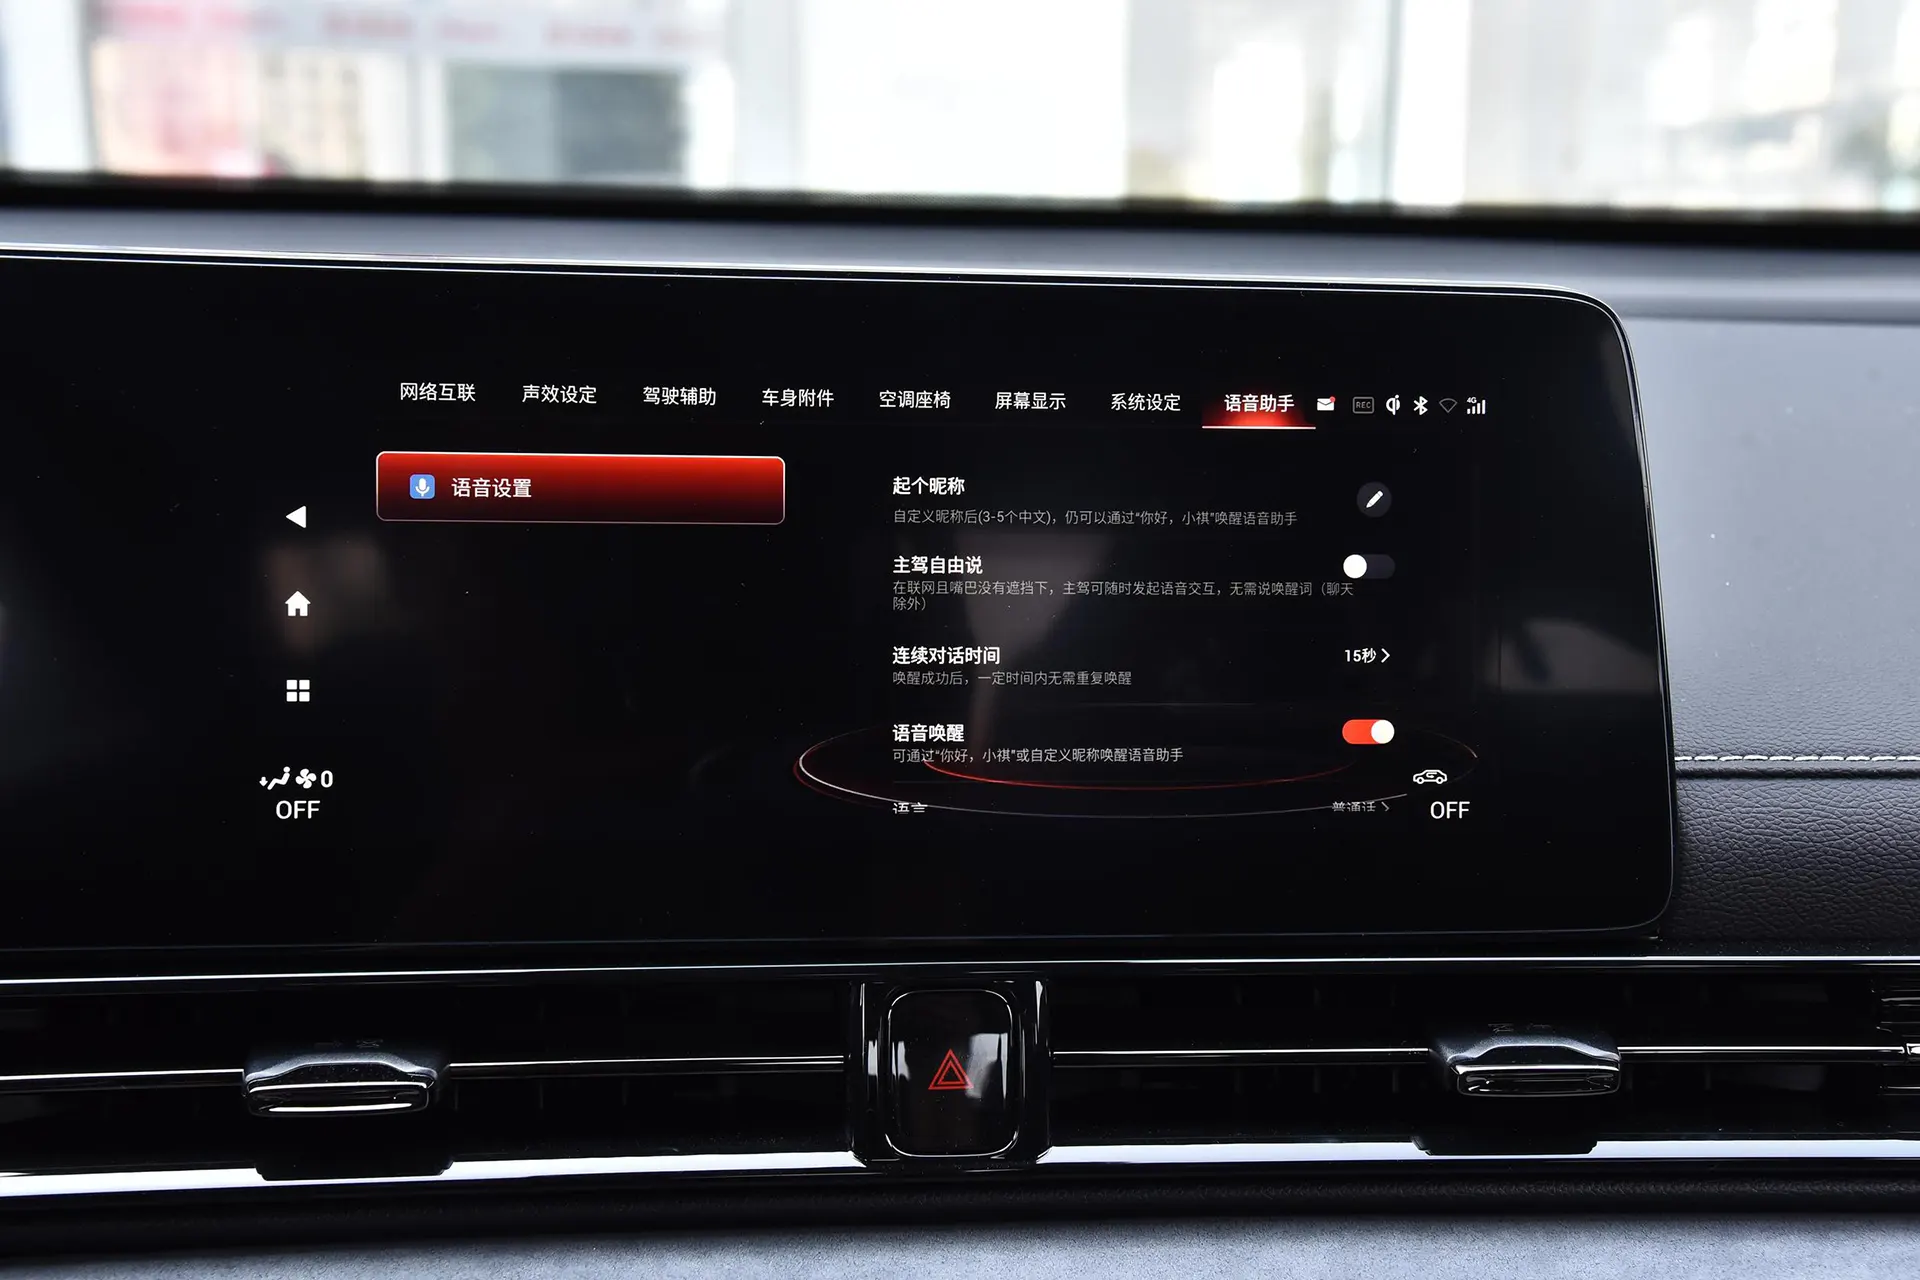 网络互联 声效设定 驾驶辅助 车身附件 空调座椅 屏幕显示 系统设定 语音助手 REC 4G
语音设置
起个昵称
自定义昵称后(3-5个中文)，仍可以通过“你好，小祺”唤醒语音助手
主驾自由说
在联网且嘴巴没有遮挡下，主驾可随时发起语音交互，无需说唤醒词（聊天
除外）
连续对话时间 15秒
唤醒成功后，一定时间内无需重复唤醒
语音唤醒
可通过“你好，小祺”或自定义昵称唤醒语音助手
0
OFF
语言 普通话
OFF